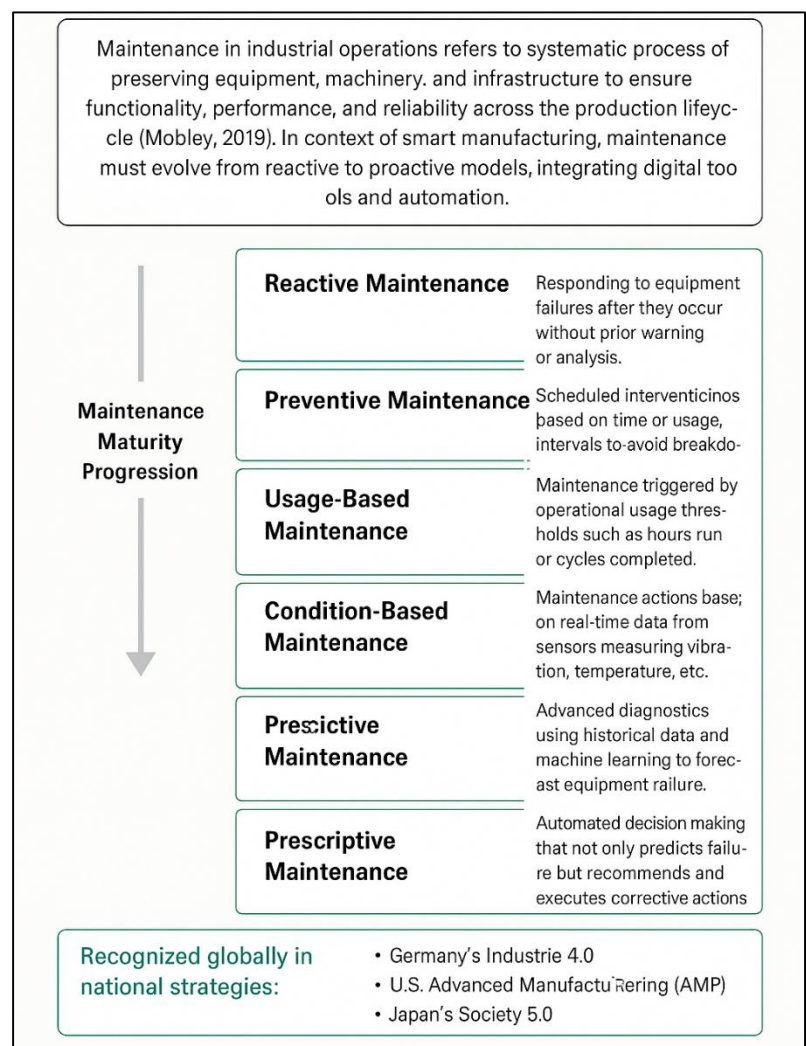 Maintenance in industrial operations refers to systematic process of
preserving equipment, machinery. and infrastructure to ensure
functionality, performance, and reliability across the production lifeyc-
cle (Mobley, 2019). In context of smart manufacturing, maintenance
must evolve from reactive to proactive models, integrating digital too
ols and automation.
Maintenance
Maturity
Progression
Reactive Maintenance
Responding to equipment
failures after they occur
without prior warning
or analysis.
Preventive Maintenance
Scheduled interventicinos
based on time or usage,
intervals to-avoid breakdo-
Usage-Based
Maintenance
Maintenance triggered by
operational usage thres-
holds such as hours run
or cycles completed.
Condition-Based
Maintenance
Maintenance actions base;
on real-time data from
sensors measuring vibra-
tion, temperature, etc.
Maintenance
Advanced diagnostics
using historical data and
machine learning to forec-
ast equipment railure.
Prescriptive
Maintenance
Automated decision making
that not only predicts failu-
re but recommends and
executes corrective actions
Recognized globally in
national strategies:
• Germany's Industrie 4.0
• U.S. Advanced (AMP)
• Japan's Society 5.0